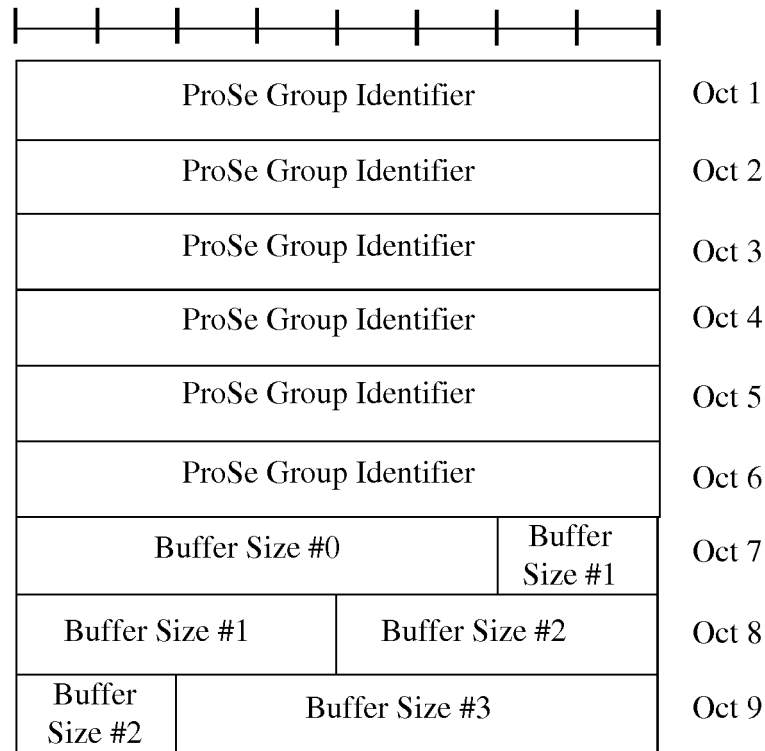 ProSe Group Identifier Oct 1
ProSe Group Identifier Oct 2
ProSe Group Identifier Oct 3
ProSe Group Identifier Oct 4
ProSe Group Identifier Oct 5
ProSe Group Identifier Oct 6
Buffer Size #0
Buffer
Size #1
Oct 7
Buffer Size #1 Buffer Size #2 Oct 8
Buffer
Size #2
Buffer Size #3 Oct 9